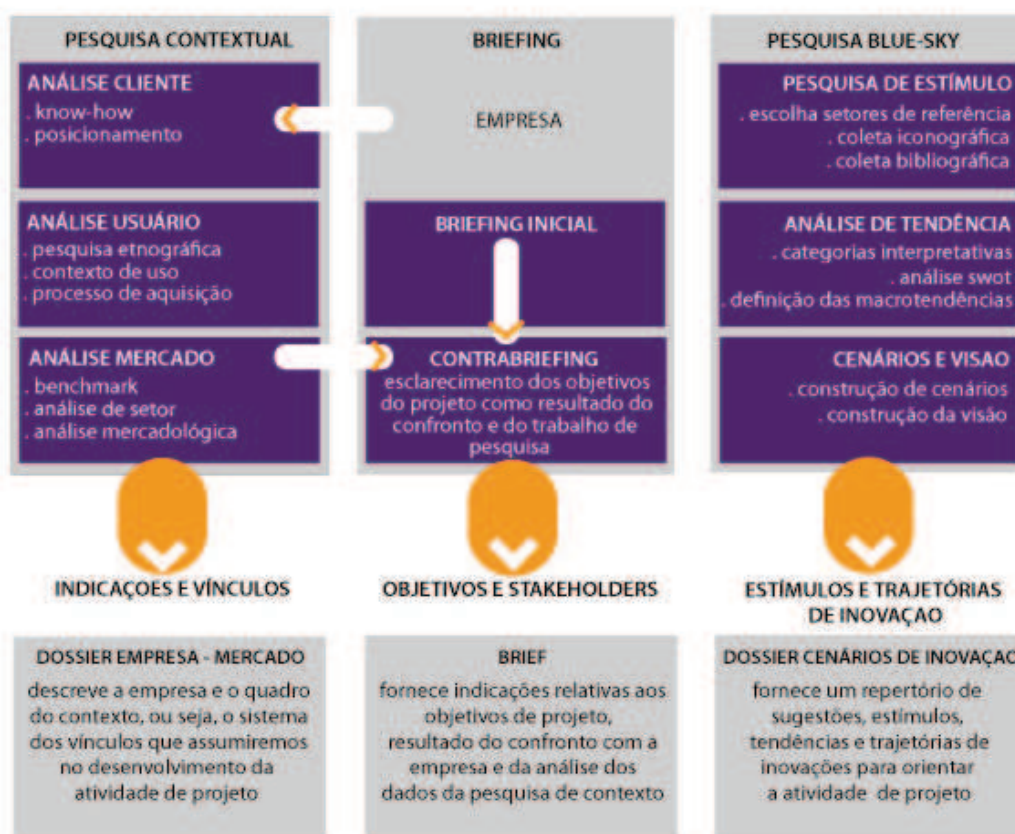 PESQUISA CONTEXTUAL
ANÁLISE CLIENTE
. know-how
. posicionamento
ANÁLISE USUÁRIO
. pesquisa etnográfica
. contexto de uso
. processo de aquisição
ANÁLISE MERCADO
. benchmark
. análise de setor
. análise mercadológica
INDICAÇOES E VÍNCULOS
DOSSIER EMPRESA - MERCADO
descreve a empresa e o quadro
do contexto, ou seja, o sistema
dos vínculos que assumiremos
no desenvolvimento da
atividade de projeto
BRIEFING
EMPRESA
BRIEFING INICIAL
CONTRABRIEFING
esclarecimento dos objetivos
do projeto como resultado do
confronto e do trabalho de
pesquisa
OBJETIVOS E STAKEHOLDERS
BRIEF
fornece indicações relativas aos
objetivos de projeto,
resultado do confronto com a
empresa e da análise dos
dados da pesquisa de contexto
PESQUISA BLUE-SKY
PESQUISA DE ESTÍMULO
. escolha setores de referência
. coleta iconográfica
. coleta bibliográfica
ANÁLISE DE TENDÊNCIA
. categorias interpretativas
. análise swot
. definição das macrotendências
CENÁRIOS E VISAO
. construção de cenários
. construção da visão
ESTÍMULOS E TRAJETÓRIAS
DE INOVAÇAO
DOSSIER CENÁRIOS DE INOVAÇAO
fornece um repertório de
sugestões, estímulos,
tendências e trajetórias de
inovações para orientar
a atividade de projeto